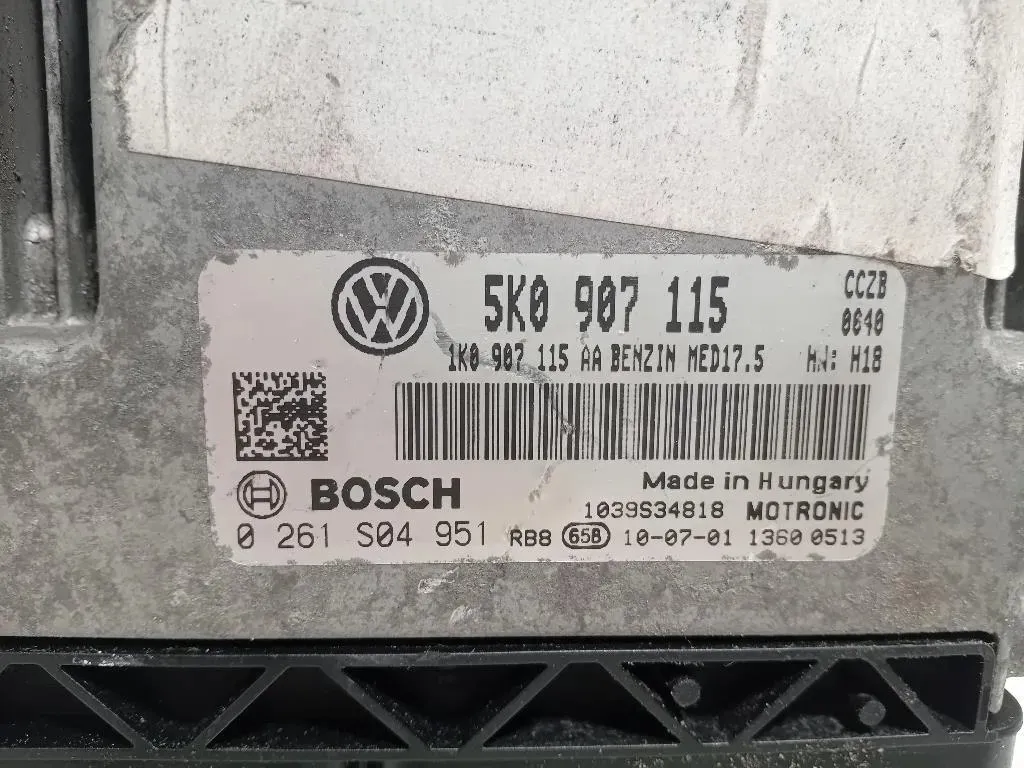 5K0 907 115
CCZB
0640
1K0 907 115 AA BENZIN MED17.5 HW: H18
BOSCH
Made in Hungary
1039S34818 MOTRONIC
0 261 S04 951 RB8 65B 10-07-01 1360 0513